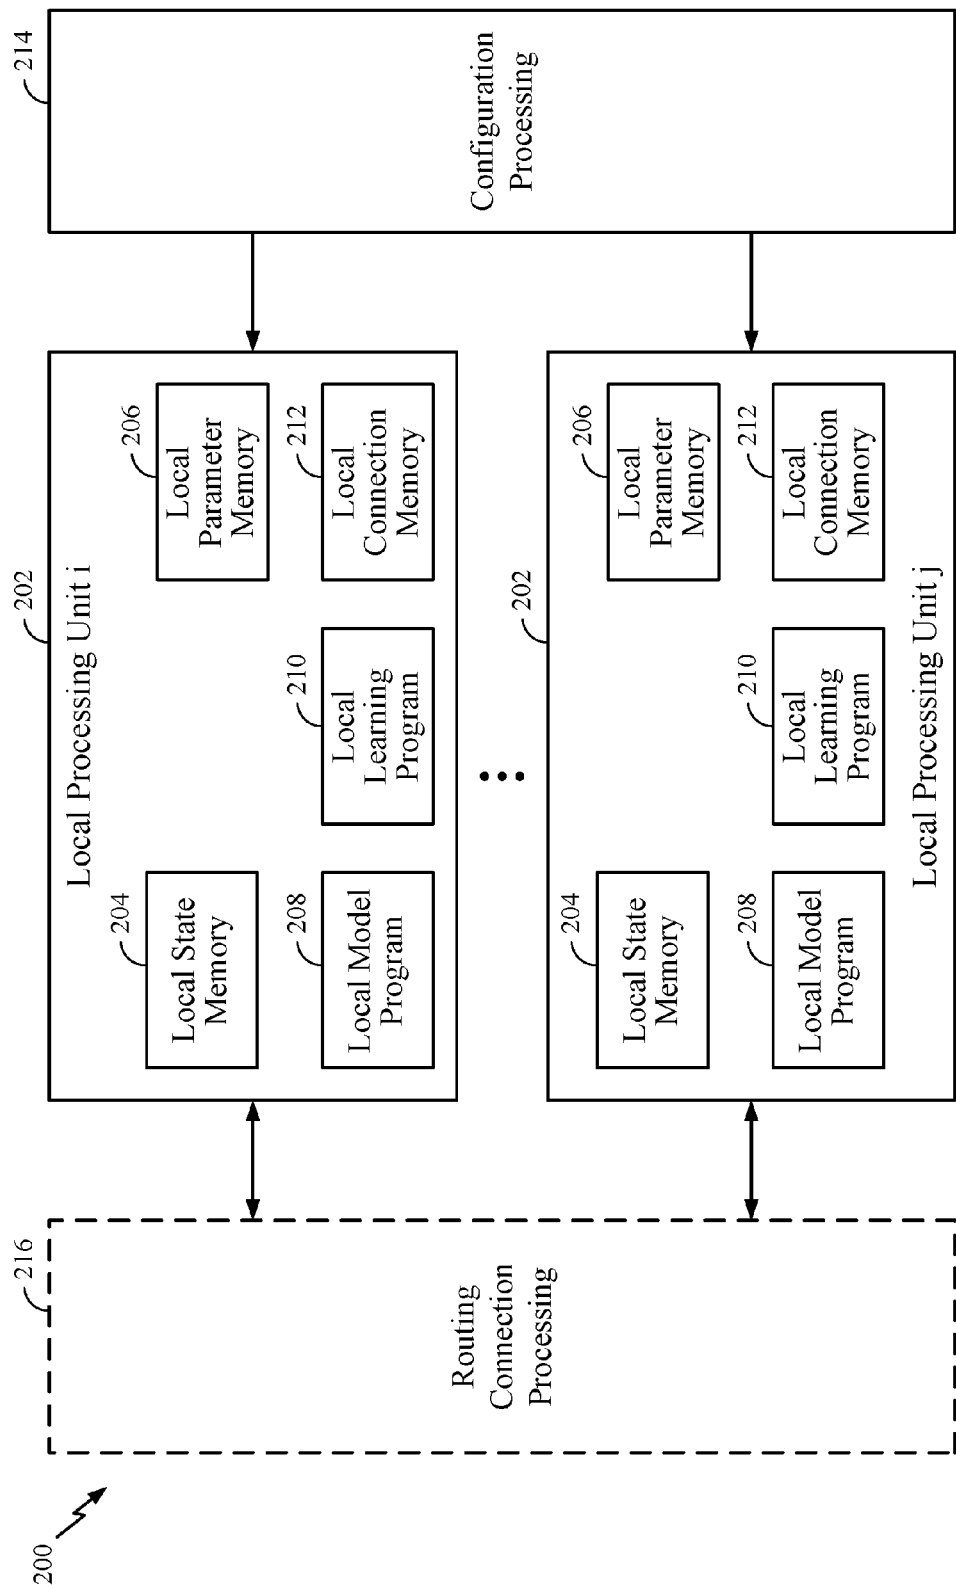 200
216
Routing
Connection
Processing
202
Local Processing Unit i
204
Local State
Memory
206
Local
Parameter
Memory
208
Local Model
Program
210
Local
Learning
Program
212
Local
Connection
Memory
202
204
Local State
Memory
206
Local
Parameter
Memory
208
Local Model
Program
210
Local
Learning
Program
212
Local
Connection
Memory
Local Processing Unit j
214
Configuration
Processing